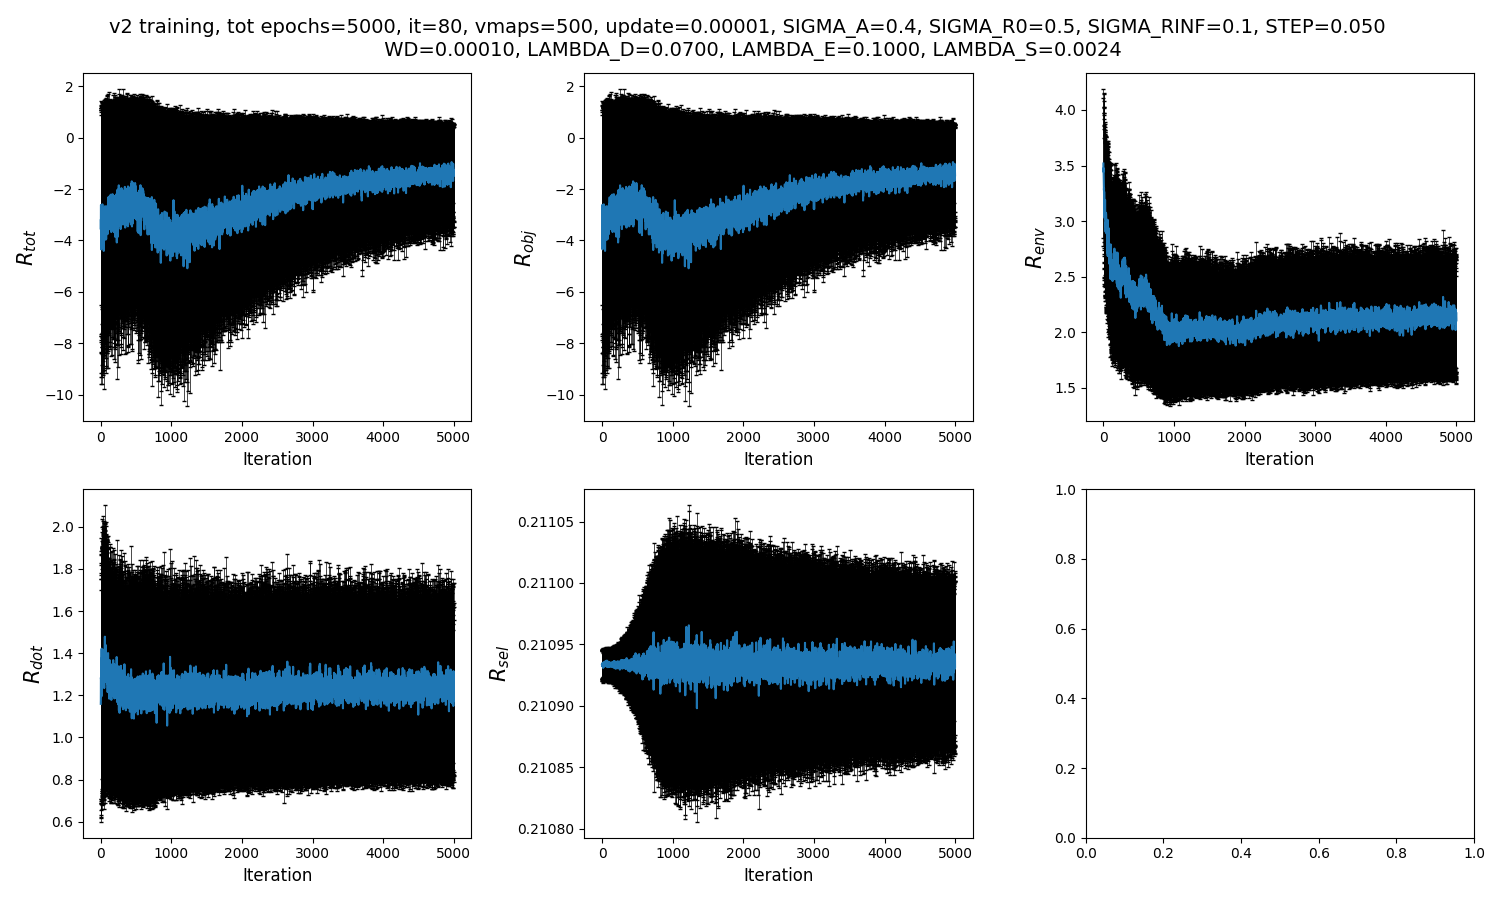 v2 training, tot epochs=5000, it=80, vmaps=500, update=0.00001, SIGMA_A=0.4, SIGMA_R0=0.5, SIGMA_RINF=0.1, STEP=0.050
WD=0.00010, LAMBDA_D=0.0700, LAMBDA_E=0.1000, LAMBDA_S=0.0024
2
0
−2
−4
−6
−8
−10
R_tot
0 1000 2000 3000 4000 5000
Iteration
2
0
−2
−4
−6
−8
−10
R_obj
0 1000 2000 3000 4000 5000
Iteration
4.0
3.5
3.0
2.5
2.0
1.5
R_env
0 1000 2000 3000 4000 5000
Iteration
2.0
1.8
1.6
1.4
1.2
1.0
0.8
0.6
R_dot
0 1000 2000 3000 4000 5000
Iteration
0.21105
0.21100
0.21095
0.21090
0.21085
0.21080
R_sel
0 1000 2000 3000 4000 5000
Iteration
1.0
0.8
0.6
0.4
0.2
0.0
0.0 0.2 0.4 0.6 0.8 1.0